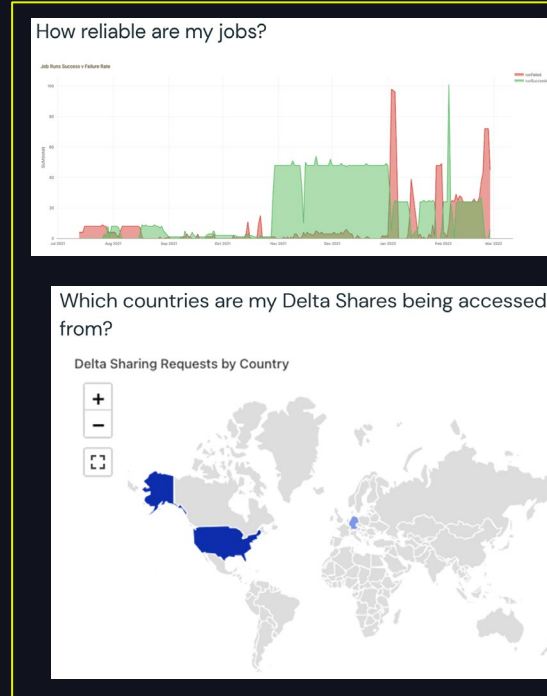 How reliable are my jobs?
Job Runs Success v Failure Rate
100
80
60
40
20
0
Jul 2021
Aug 2021
Sep 2021
Oct 2021
Nov 2021
Dec 2021
Jan 2022
Feb 2022
Mar 2022
Which countries are my Delta Shares being accessed
from?
Delta Sharing Requests by Country
+
−